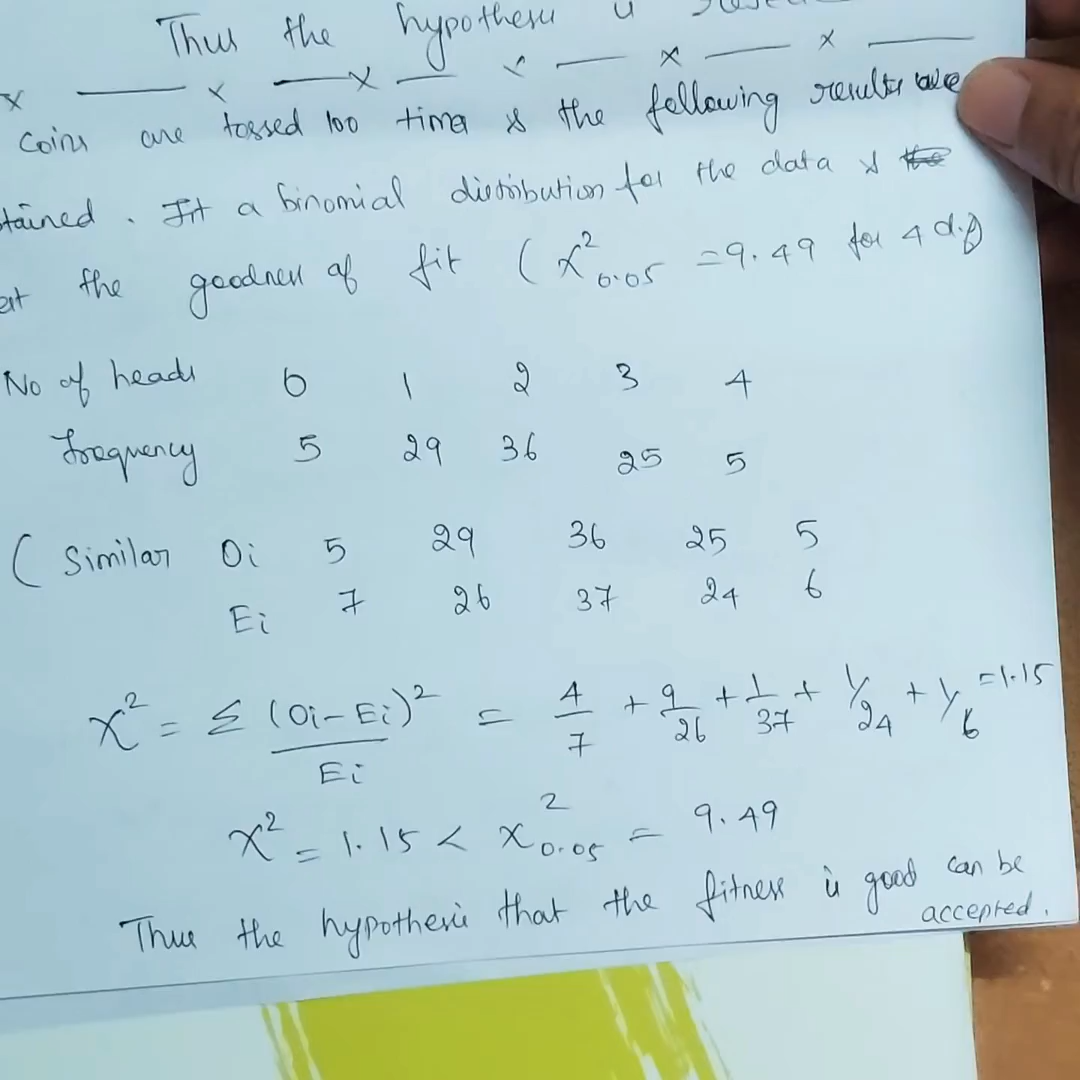 Thus the hypothesis is
x — x — x — x — x — x —
Coins are tossed 100 times & the following results are
tained. Fit a binomial distribution for the data & the
est the goodness of fit ( χ²0.05 = 9.49 for 4 d.f)
No of heads 0 1 2 3 4
Frequency 5 29 36 25 5
( Similar Oi 5 29 36 25 5
Ei 7 26 37 24 6
χ² = Σ (Oi - Ei)² / Ei = 4/7 + 9/26 + 1/37 + 1/24 + 1/6 = 1.15
χ² = 1.15 < χ²0.05 = 9.49
Thus the hypothesis that the fitness is good can be
accepted.